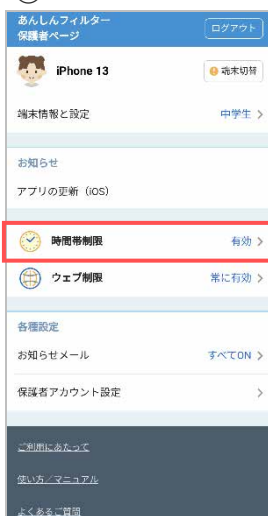 あんしんフィルター
保護者ページ
ログアウト
iPhone 13
端末切替
端末情報と設定
中学生
お知らせ
アプリの更新（iOS）
時間帯制限
有効
ウェブ制限
常に有効
各種設定
お知らせメール
すべてON
保護者アカウント設定
ご利用にあたって
使い方／マニュアル
よくあるご質問